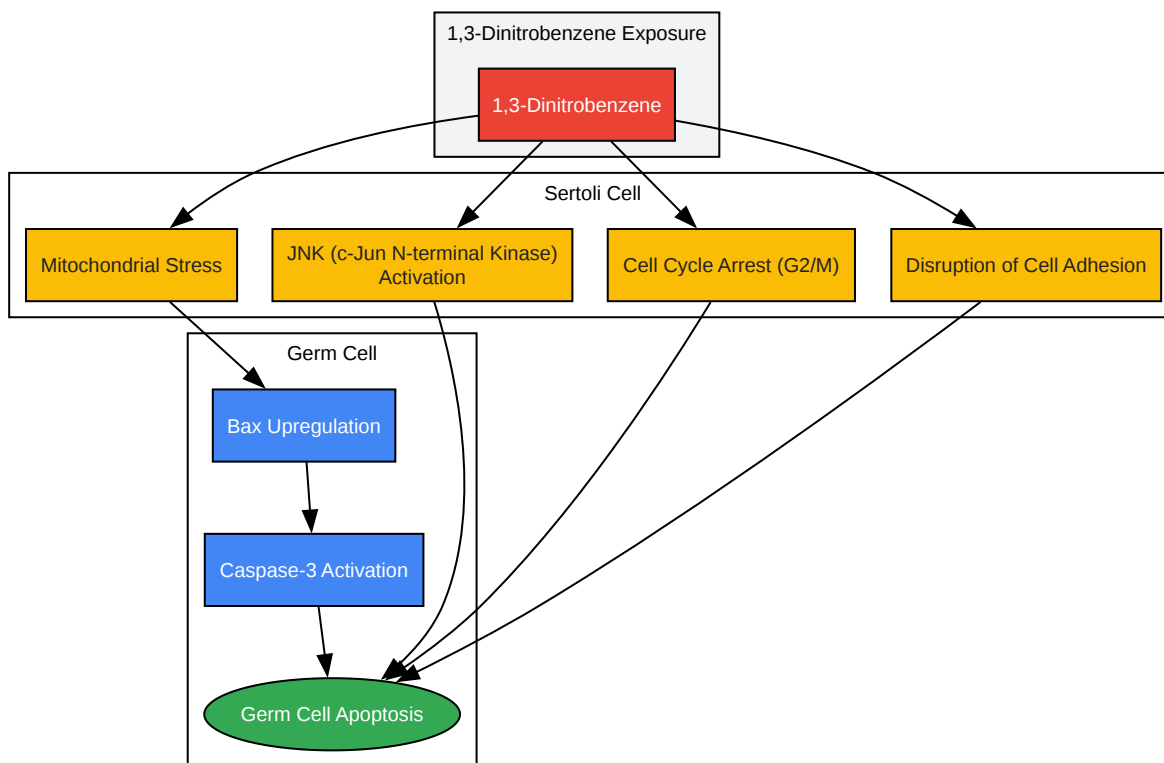 1,3-Dinitrobenzene Exposure
1,3-Dinitrobenzene
Sertoli Cell
Mitochondrial Stress
JNK (c-Jun N-terminal Kinase)
Activation
Cell Cycle Arrest (G2/M)
Disruption of Cell Adhesion
Germ Cell
Bax Upregulation
Caspase-3 Activation
Germ Cell Apoptosis